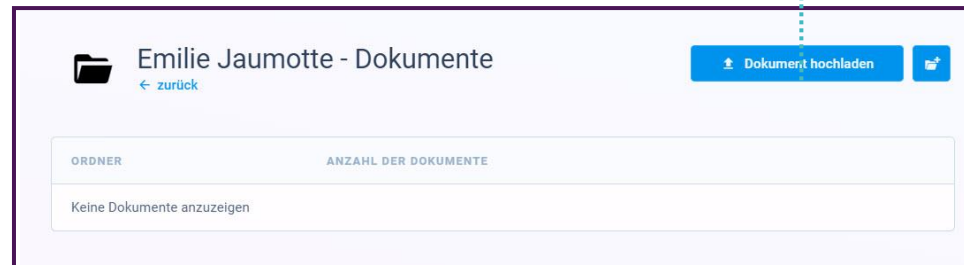 Emilie Jaumotte - Dokumente
← zurück
Dokument hochladen
ORDNER ANZAHL DER DOKUMENTE
Keine Dokumente anzuzeigen